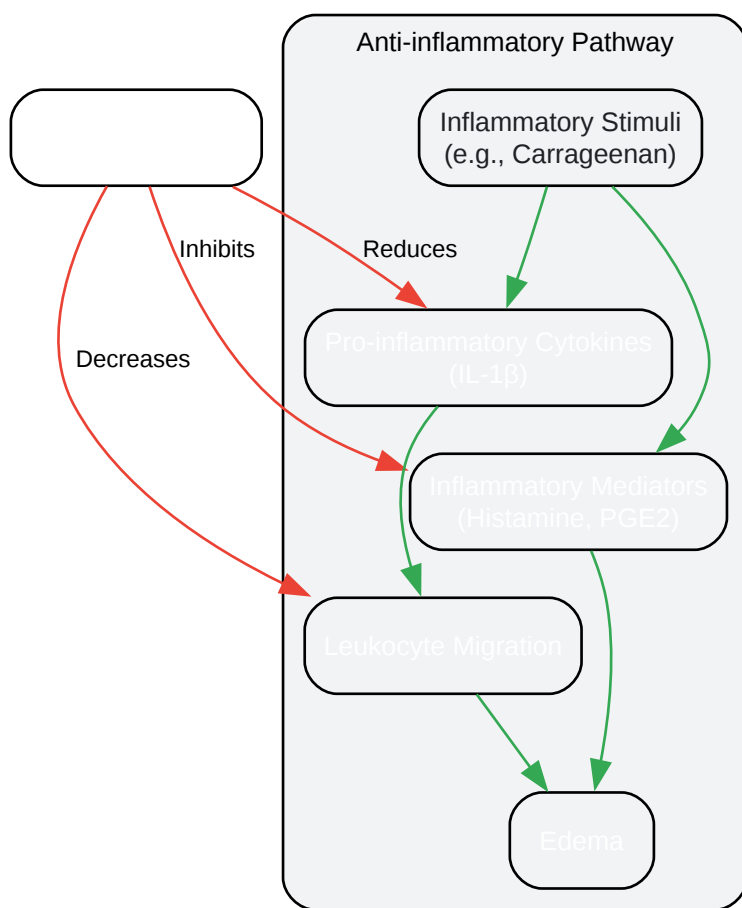 Anti-inflammatory Pathway
Inflammatory Stimuli
(e.g., Carrageenan)
Inhibits
Reduces
Pro-inflammatory Cytokines
(IL-1β)
Decreases
Inflammatory Mediators
(Histamine, PGE2)
Leukocyte Migration
Edema